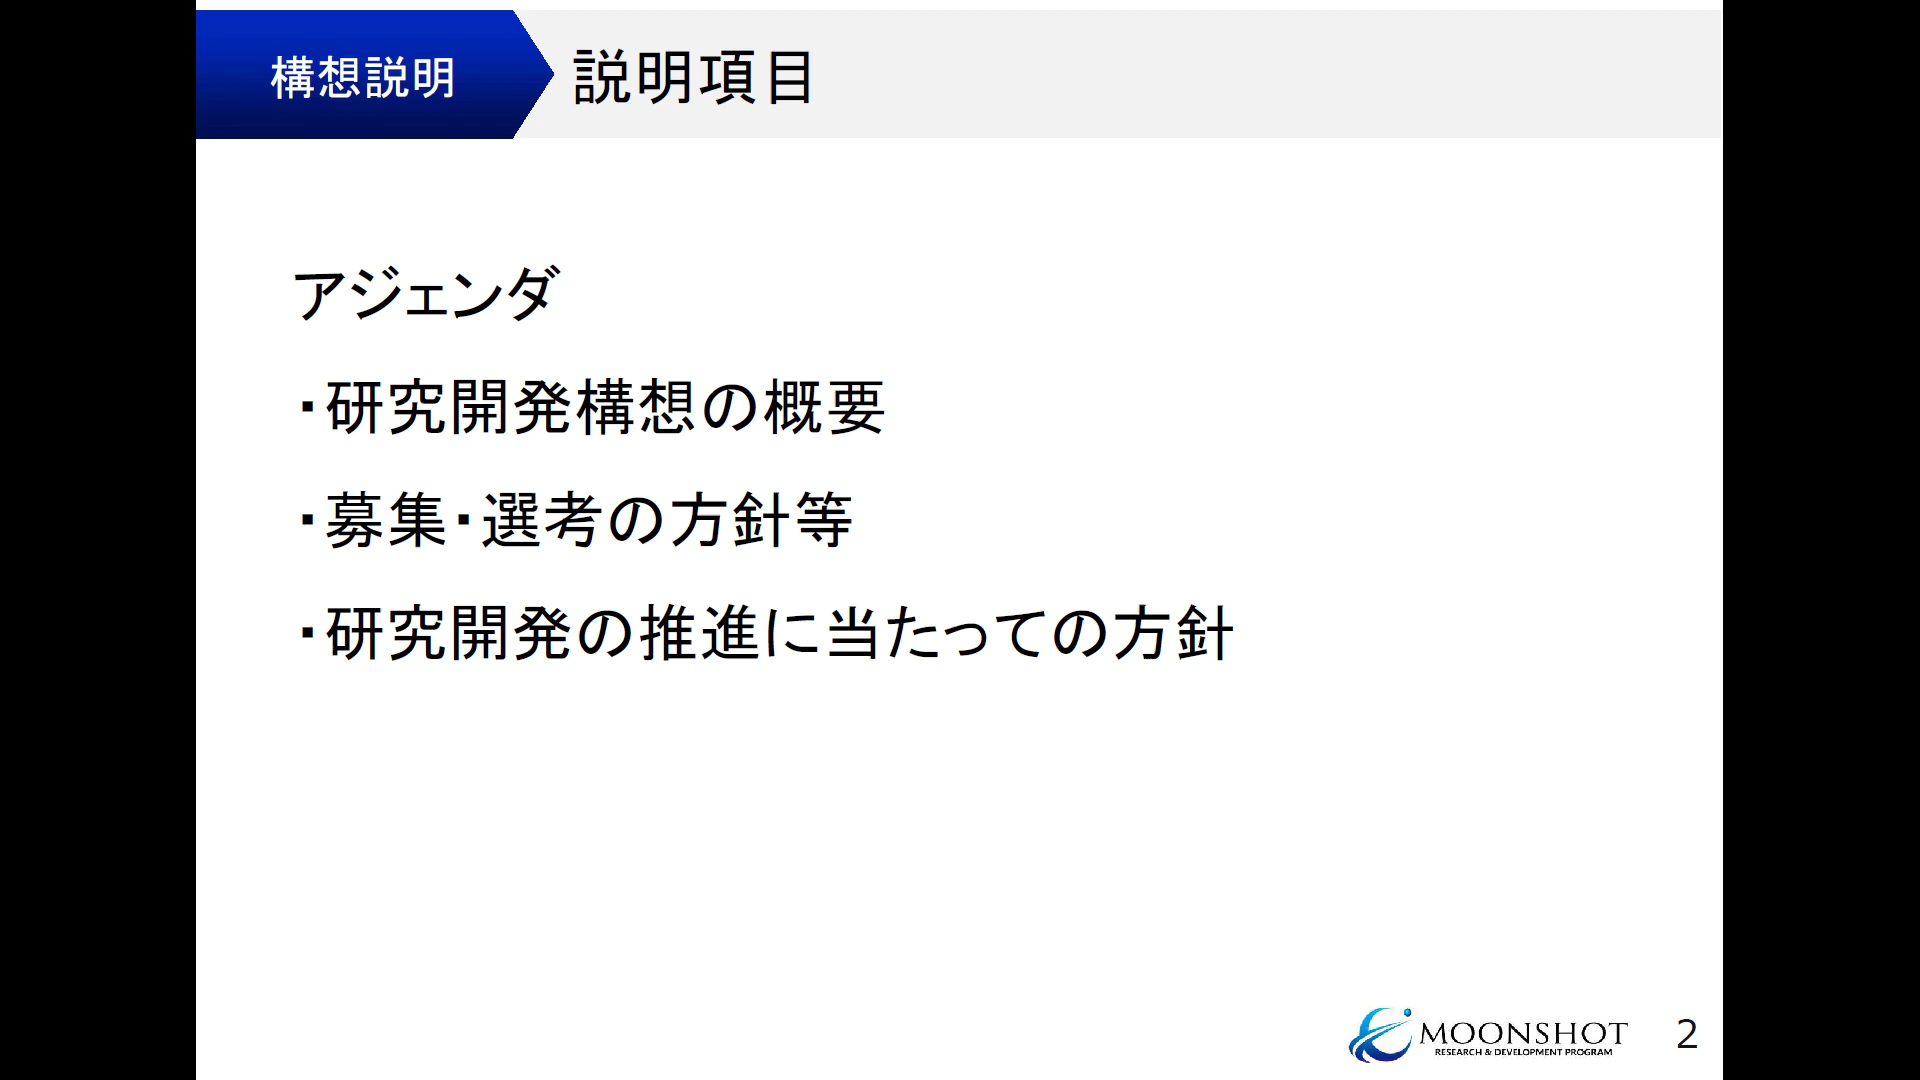 構想説明
説明項目
アジェンダ
・研究開発構想の概要
・募集・選考の方針等
・研究開発の推進に当たっての方針
MOONSHOT
RESEARCH & DEVELOPMENT PROGRAM
2